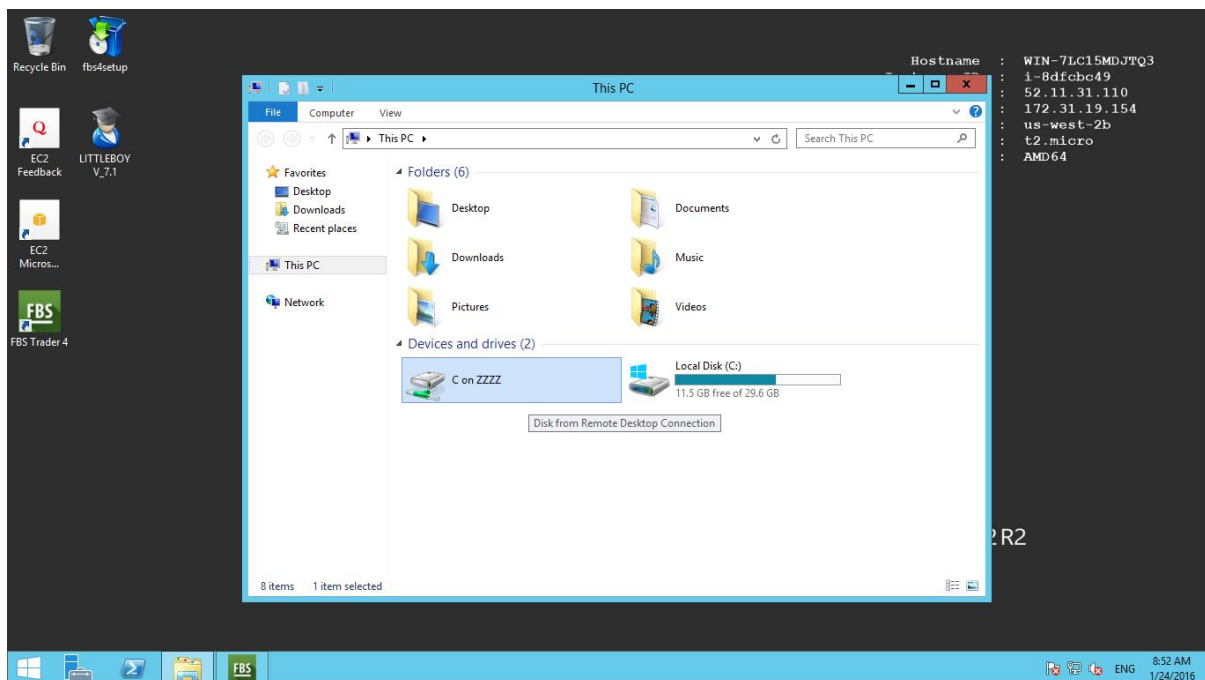 Recycle Bin
fbs4setup
EC2
Feedback
LITTLEBOY
V_7.1
EC2
Micros...
FBS
FBS Trader 4
Hostname : WIN-7LC15MDJTQ3
: i-8dfcbc49
: 52.11.31.110
: 172.31.19.154
: us-west-2b
: t2.micro
: AMD64
This PC
File Computer View
This PC
Search This PC
Favorites
Desktop
Downloads
Recent places
This PC
Network
Folders (6)
Desktop
Documents
Downloads
Music
Pictures
Videos
Devices and drives (2)
C on ZZZZ
Local Disk (C:)
11.5 GB free of 29.6 GB
Disk from Remote Desktop Connection
8 items 1 item selected
R2
FBS
ENG
8:52 AM
1/24/2016